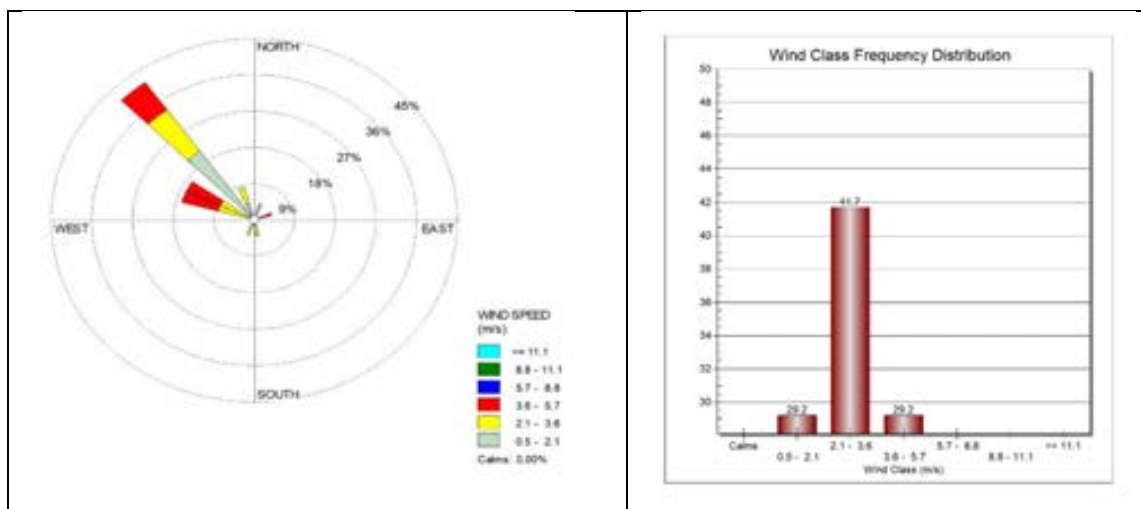 NORTH
45%
36%
27%
18%
9%
WEST
EAST
SOUTH
WIND SPEED
(m/s)
>= 11.1
8.8 - 11.1
5.7 - 8.8
3.6 - 5.7
2.1 - 3.6
0.5 - 2.1
Calms: 0.00%
Wind Class Frequency Distribution
50
48
46
44
42
40
38
36
34
32
30
29.2
41.7
29.2
Calms
0.5 - 2.1
2.1 - 3.6
3.6 - 5.7
5.7 - 8.8
8.8 - 11.1
>= 11.1
Wind Class (m/s)